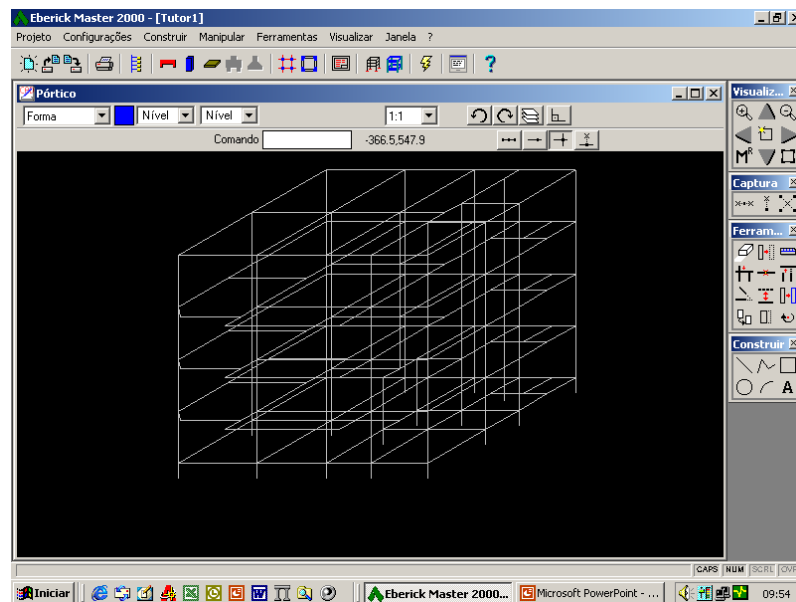 Eberick Master 2000 - [Tutor1]
Projeto Configurações Construir Manipular Ferramentas Visualizar Janela ?
Pórtico
Forma Nível Nível 1:1
Comando -366.5,547.9
Visualiz...
M R
Captura
Ferram...
Construir
A
CAPS NUM SCRL OVR
Iniciar Eberick Master 2000... Microsoft PowerPoint - ... 09:54